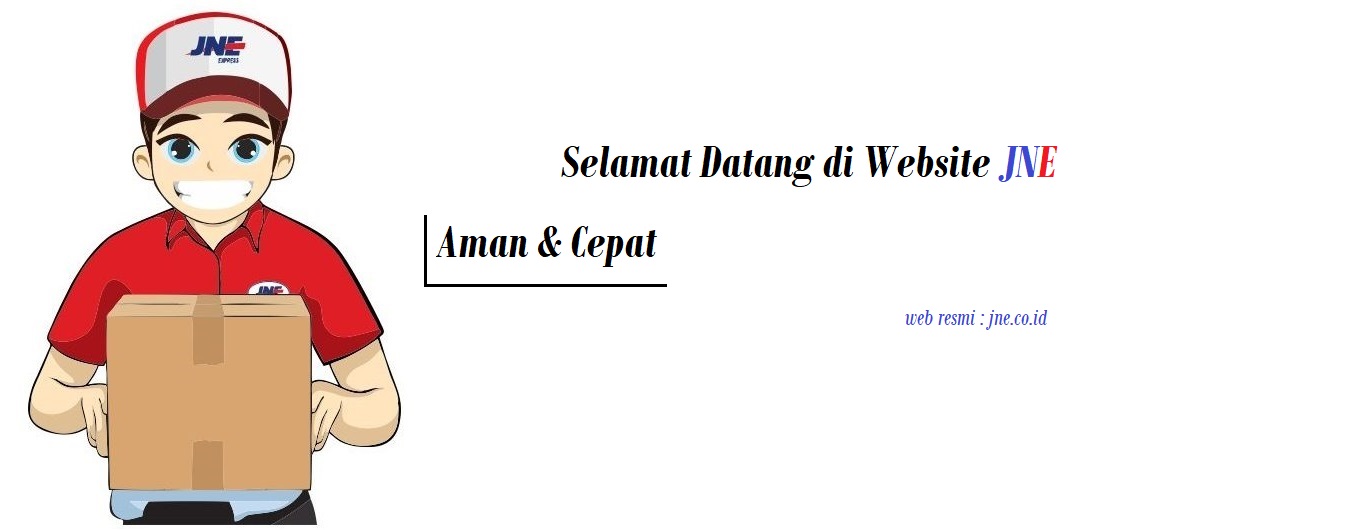 JNE
EXPRESS
Selamat Datang di Website JNE
Aman & Cepat
JNE
web resmi : jne.co.id